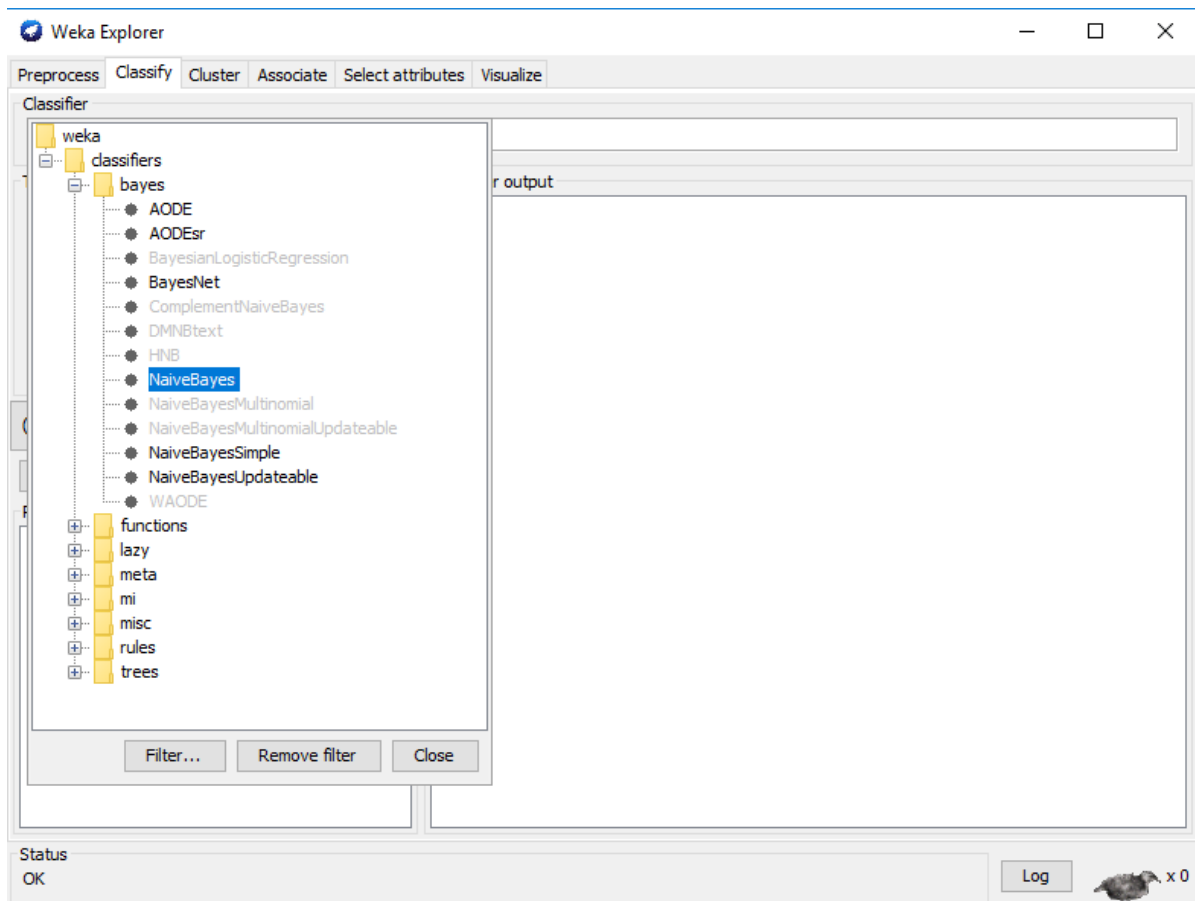 Weka Explorer
Preprocess Classify Cluster Associate Select attributes Visualize
Classifier
weka
classifiers
bayes
r output
AODE
AODEsr
BayesianLogisticRegression
BayesNet
ComplementNaiveBayes
DMNBtext
HNB
NaiveBayes
NaiveBayesMultinomial
NaiveBayesMultinomialUpdateable
NaiveBayesSimple
NaiveBayesUpdateable
WAODE
functions
lazy
meta
mi
misc
rules
trees
Filter... Remove filter Close
Status
OK
Log
x 0